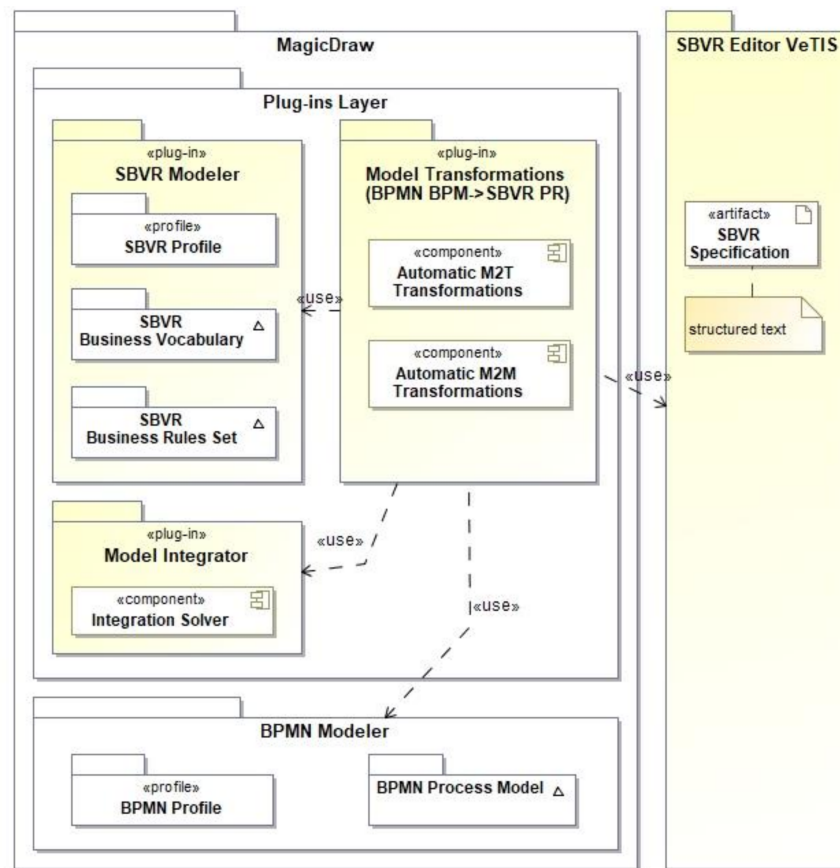 MagicDraw
Plug-ins Layer
«plug-in»
SBVR Modeler
«profile»
SBVR Profile
SBVR
Business Vocabulary
SBVR
Business Rules Set
«use»
«plug-in»
Model Transformations
(BPMN BPM->SBVR PR)
«component»
Automatic M2T
Transformations
«component»
Automatic M2M
Transformations
«use»
«plug-in»
Model Integrator
«component»
Integration Solver
«use»
«use»
BPMN Modeler
«profile»
BPMN Profile
BPMN Process Model
SBVR Editor VeTIS
«artifact»
SBVR
Specification
structured text